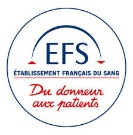 EFS
ÉTABLISSEMENT FRANÇAIS DU SANG
Du donneur
aux patients